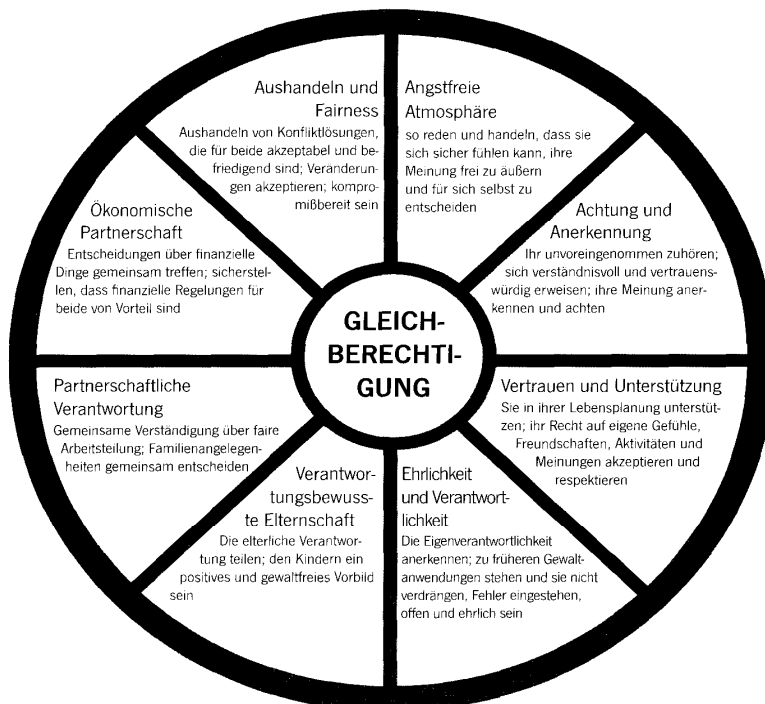 Aushandeln und
Fairness
Aushandeln von Konfliktlösungen,
die für beide akzeptabel und be-
friedigend sind; Veränderun-
gen akzeptieren; kompro-
mißbereit sein
Angstfreie
Atmosphäre
so reden und handeln, dass sie
sich sicher fühlen kann, ihre
Meinung frei zu äußern
und für sich selbst zu
entscheiden
Ökonomische
Partnerschaft
Entscheidungen über finanzielle
Dinge gemeinsam treffen; sicherstel-
len, dass finanzielle Regelungen für
beide von Vorteil sind
Achtung und
Anerkennung
Ihr unvoreingenommen zuhören;
sich verständnisvoll und vertrauens-
würdig erweisen; ihre Meinung aner-
kennen und achten
GLEICH-
BERECHTI-
GUNG
Partnerschaftliche
Verantwortung
Gemeinsame Verständigung über faire
Arbeitsteilung; Familienangelegen-
heiten gemeinsam entscheiden
Vertrauen und Unterstützung
Sie in ihrer Lebensplanung unterstüt-
zen; ihr Recht auf eigene Gefühle,
Freundschaften, Aktivitäten und
Meinungen akzeptieren und
respektieren
Verantwor-
tungsbewuss-
te Elternschaft
Die elterliche Verantwor-
tung teilen; den Kindern ein
positives und gewaltfreies Vorbild
sein
Ehrlichkeit
und Verantwort-
lichkeit
Die Eigenverantwortlichkeit
anerkennen; zu früheren Gewalt-
anwendungen stehen und sie nicht
verdrängen, Fehler eingestehen,
offen und ehrlich sein